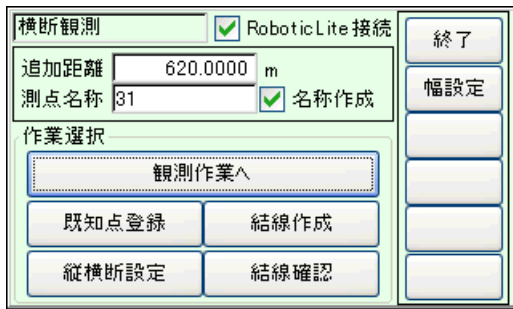 横断観測 RoboticLite接続 終了
追加距離 620.0000 m
測点名称 31 名称作成 幅設定
作業選択
観測作業へ
既知点登録 結線作成
縦横断設定 結線確認